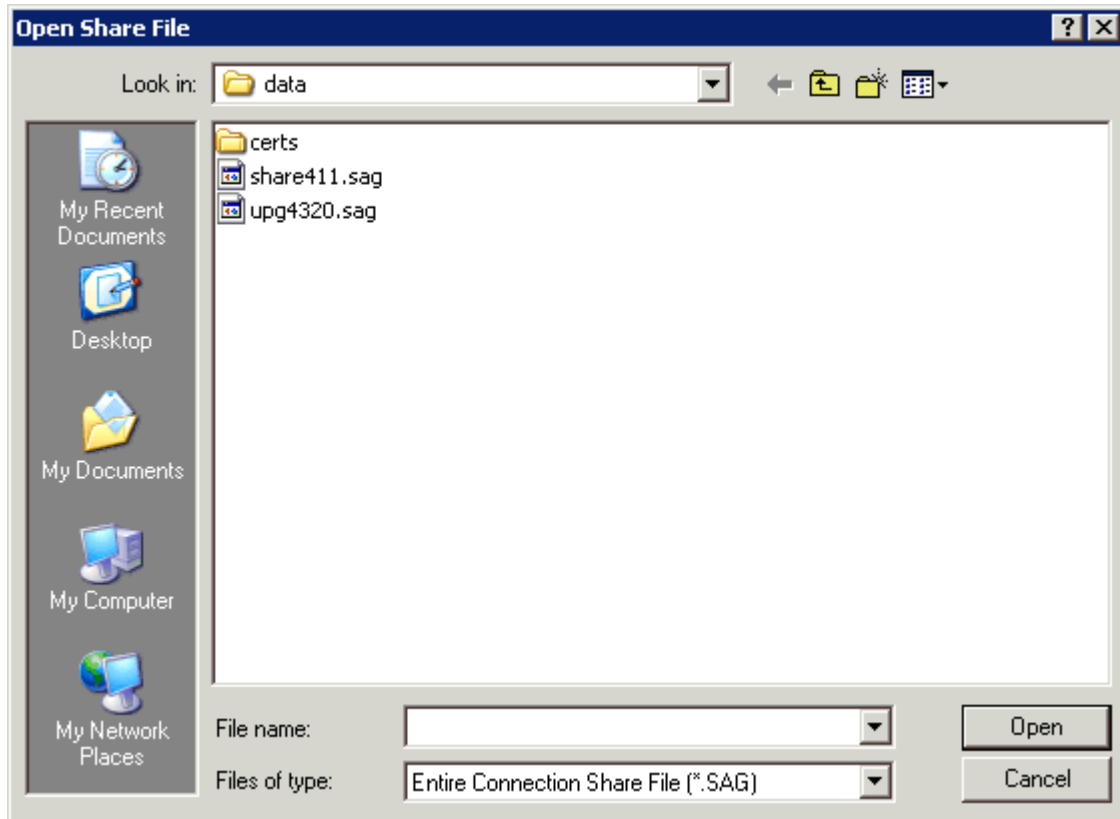 Open Share File
Look in: data
certs
share411.sag
upg4320.sag
My Recent
Documents
Desktop
My Documents
My Computer
My Network
Places
File name:
Open
Files of type: Entire Connection Share File (*.SAG)
Cancel